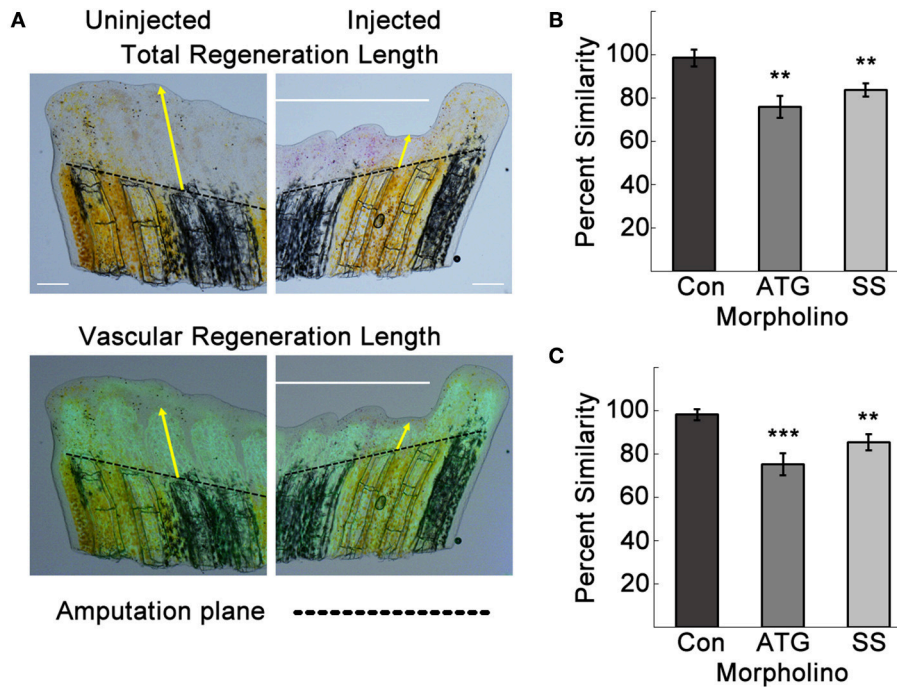 A
Uninjected Injected
Total Regeneration Length
Vascular Regeneration Length
Amputation plane
B
Percent Similarity
100
80
60
40
20
** **
Con ATG SS
Morpholino
C
Percent Similarity
100
80
60
40
20
*** **
Con ATG SS
Morpholino